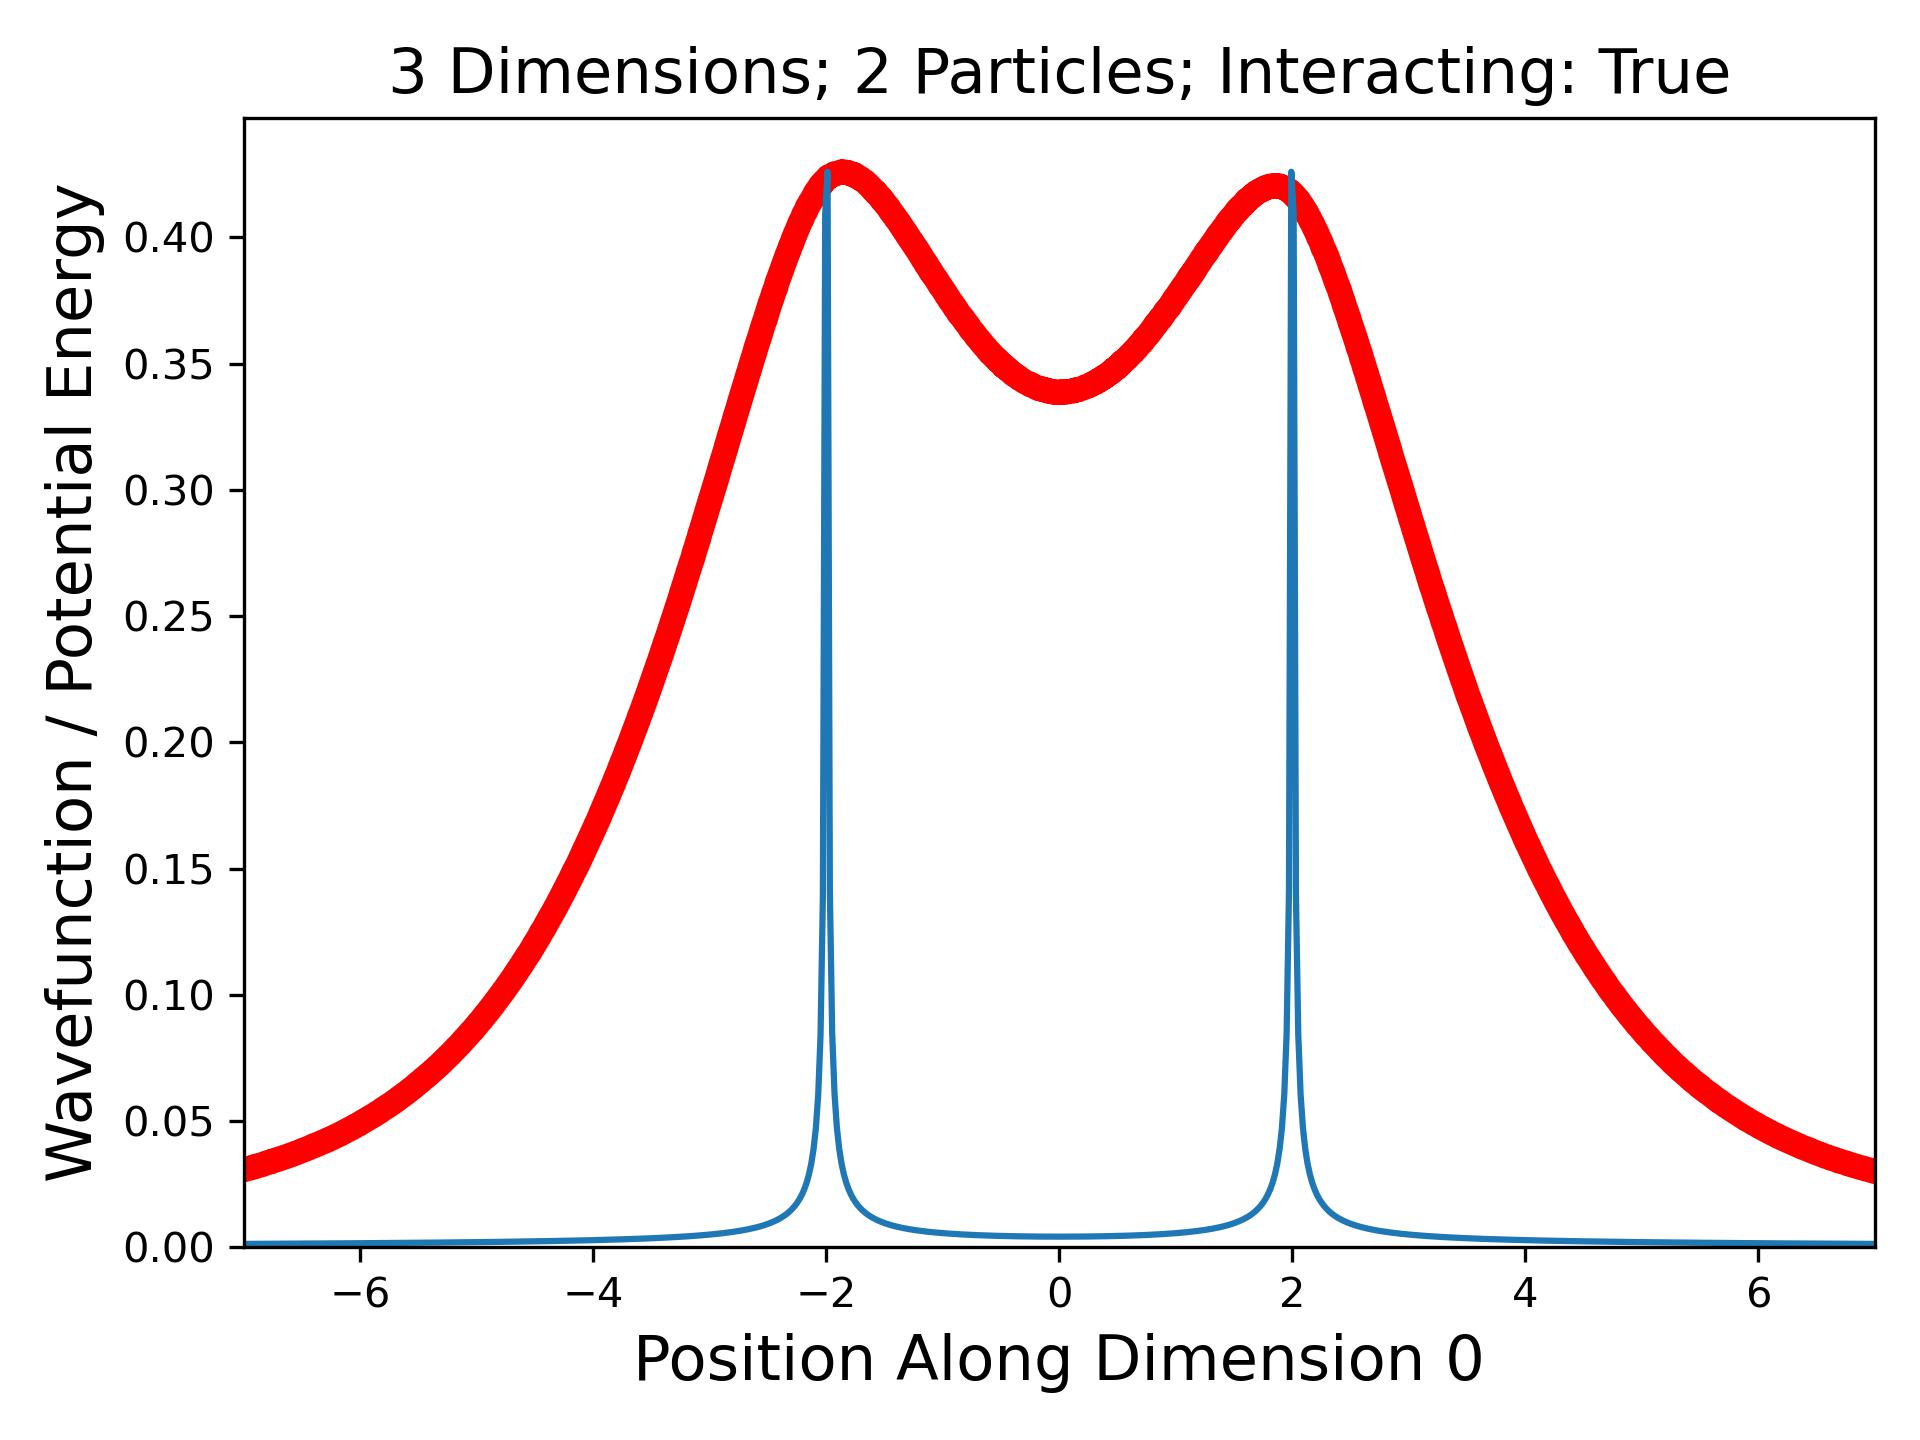 3 Dimensions; 2 Particles; Interacting: True
Wavefunction / Potential Energy
0.40
0.35
0.30
0.25
0.20
0.15
0.10
0.05
0.00
−6 −4 −2 0 2 4 6
Position Along Dimension 0